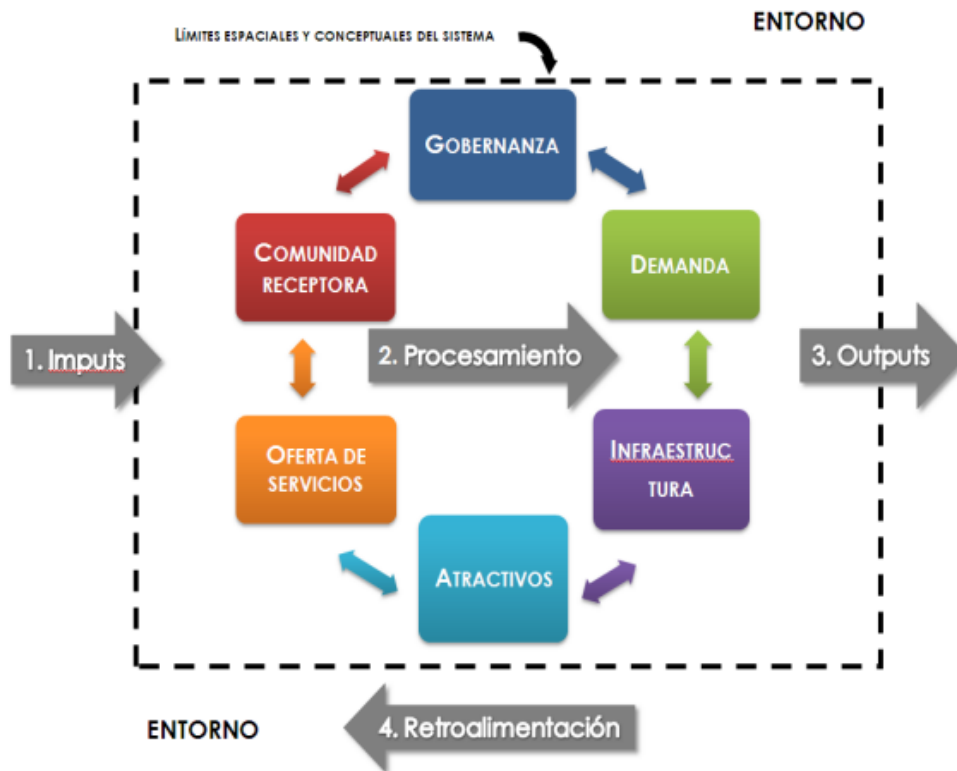 ENTORNO
LÍMITES ESPACIALES Y CONCEPTUALES DEL SISTEMA
GOBERNANZA
COMUNIDAD
RECEPTORA
DEMANDA
1. Imputs
2. Procesamiento
3. Outputs
OFERTA DE
SERVICIOS
INFRAESTRUC
TURA
ATRACTIVOS
ENTORNO
4. Retroalimentación